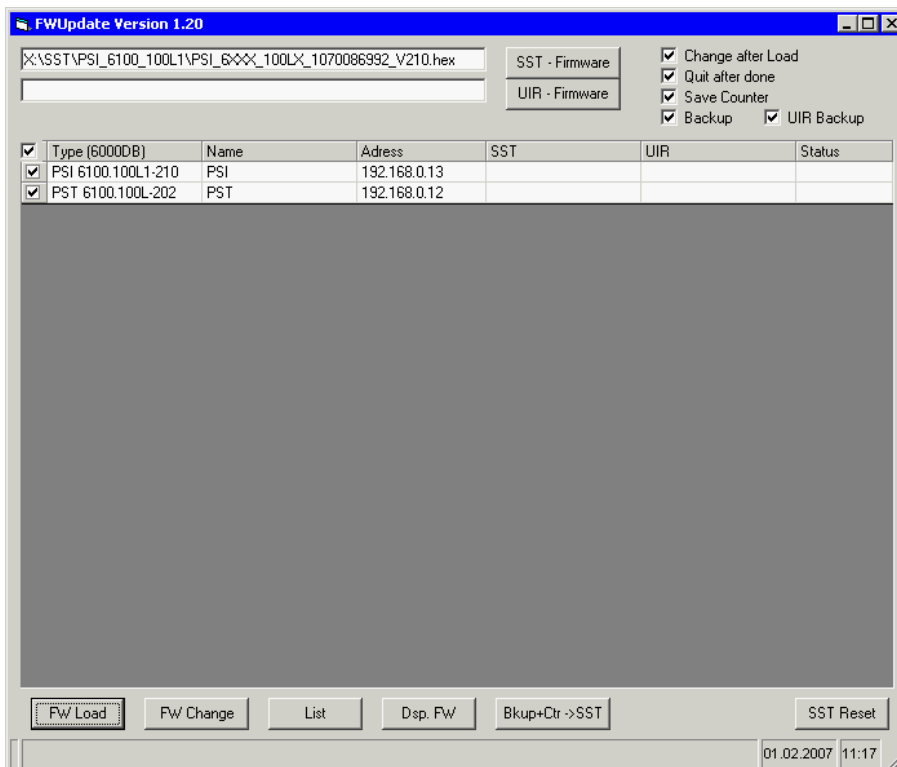 FWUpdate Version 1.20
X:\SST\PSI_6100_100L1\PSI_6XXX_100LX_1070086992_V210.hex
SST - Firmware
UIR - Firmware
Change after Load
Quit after done
Save Counter
Backup UIR Backup
Type (6000DB) Name Adress SST UIR Status
PSI 6100.100L1-210 PSI 192.168.0.13
PST 6100.100L-202 PST 192.168.0.12
FW Load FW Change List Dsp. FW Bkup+Ctr ->SST SST Reset
01.02.2007 11:17